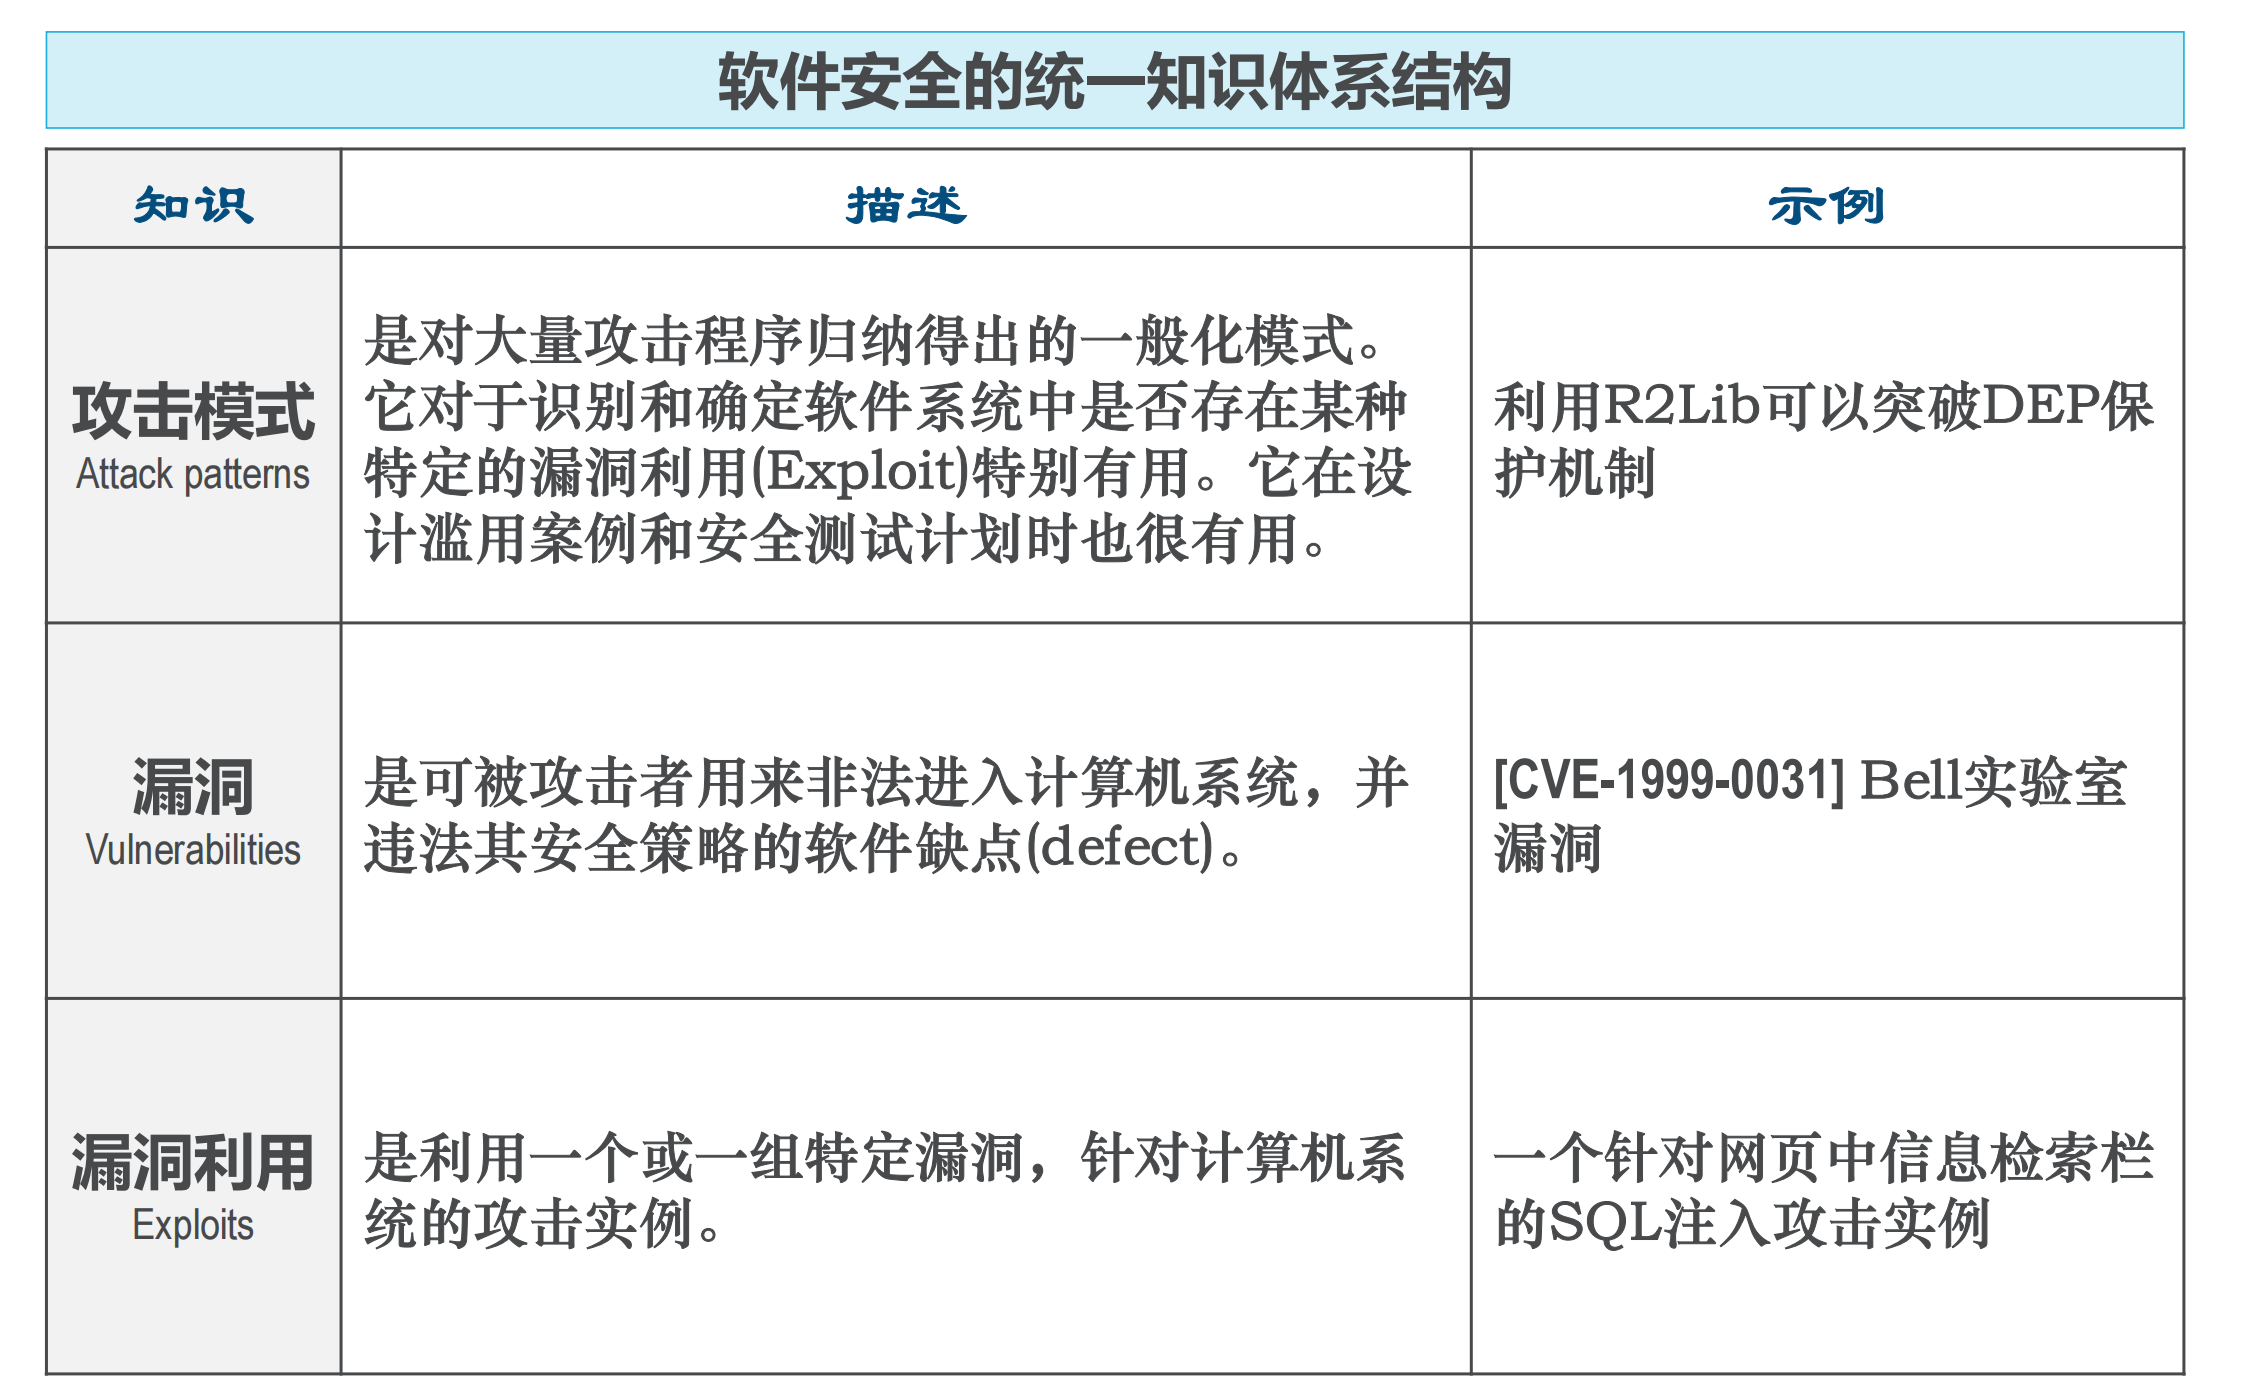 软件安全的统一知识体系结构
知识
描述
示例
攻击模式
Attack patterns
是对大量攻击程序归纳得出的一般化模式。
它对于识别和确定软件系统中是否存在某种
特定的漏洞利用(Exploit)特别有用。它在设
计滥用案例和安全测试计划时也很有用。
利用R2Lib可以突破DEP保
护机制
漏洞
Vulnerabilities
是可被攻击者用来非法进入计算机系统，并
违法其安全策略的软件缺点(defect)。
[CVE-1999-0031] Bell实验室
漏洞
漏洞利用
Exploits
是利用一个或一组特定漏洞，针对计算机系
统的攻击实例。
一个针对网页中信息检索栏
的SQL注入攻击实例